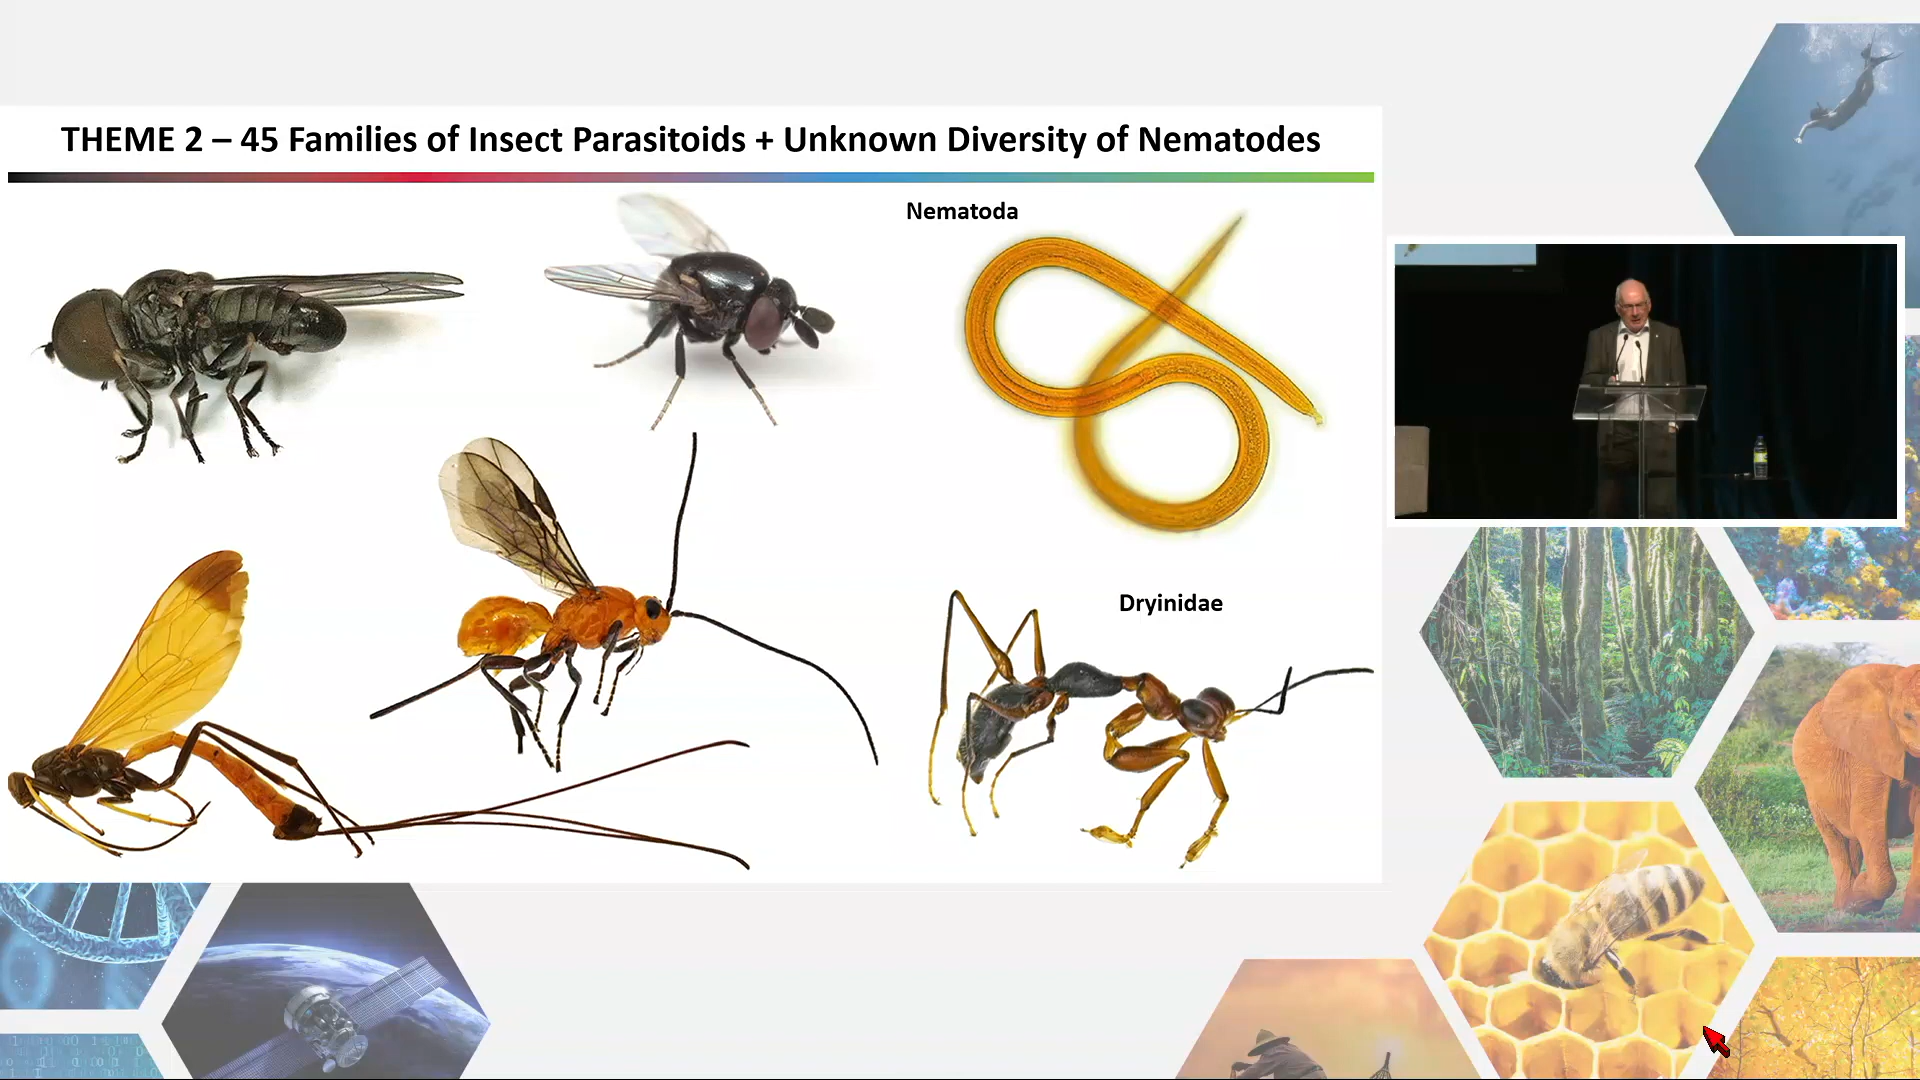 THEME 2 – 45 Families of Insect Parasitoids + Unknown Diversity of Nematodes
Nematoda
Dryinidae